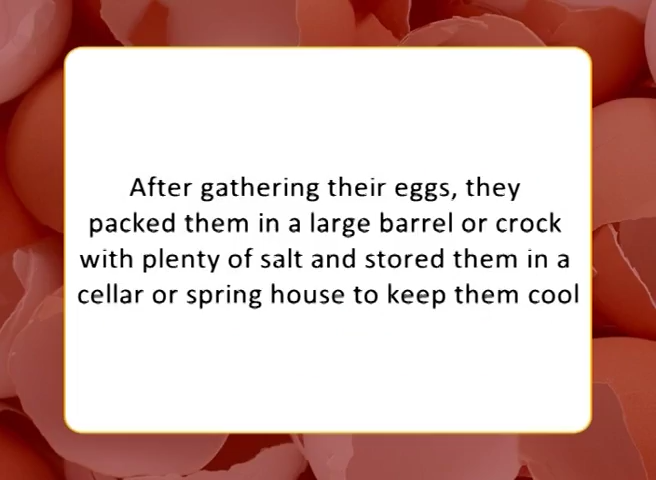 After gathering their eggs, they
packed them in a large barrel or crock
with plenty of salt and stored them in a
cellar or spring house to keep them cool